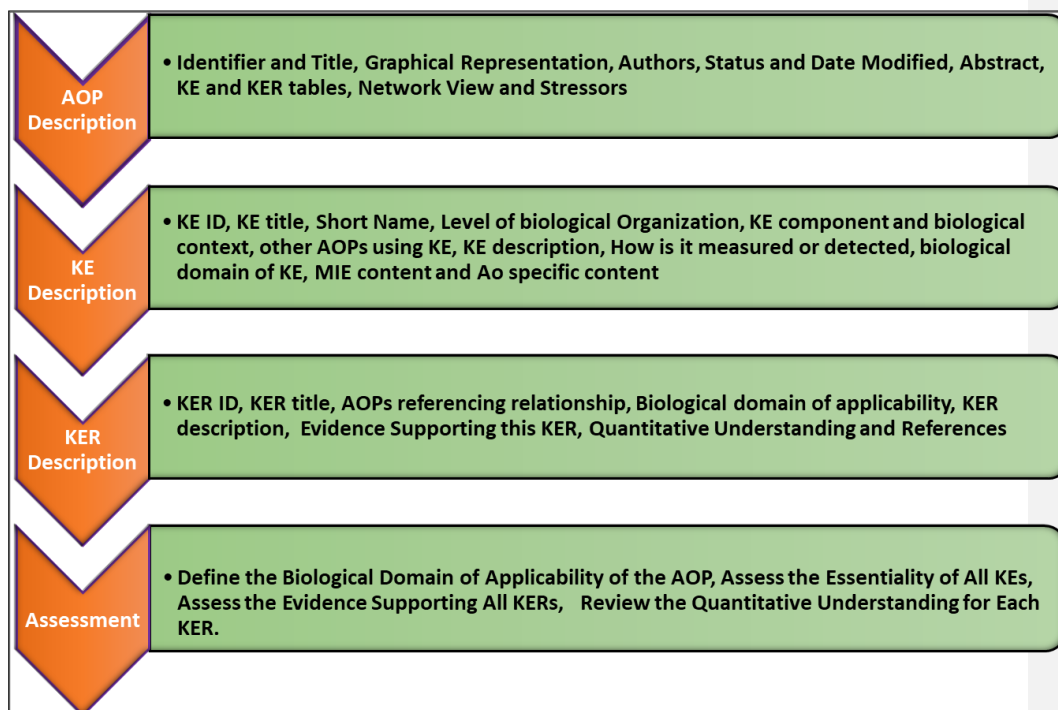 AOP
Description
• Identifier and Title, Graphical Representation, Authors, Status and Date Modified, Abstract,
KE and KER tables, Network View and Stressors
KE
Description
• KE ID, KE title, Short Name, Level of biological Organization, KE component and biological
context, other AOPs using KE, KE description, How is it measured or detected, biological
domain of KE, MIE content and Ao specific content
KER
Description
• KER ID, KER title, AOPs referencing relationship, Biological domain of applicability, KER
description, Evidence Supporting this KER, Quantitative Understanding and References
Assessment
• Define the Biological Domain of Applicability of the AOP, Assess the Essentiality of All KEs,
Assess the Evidence Supporting All KERs, Review the Quantitative Understanding for Each
KER.